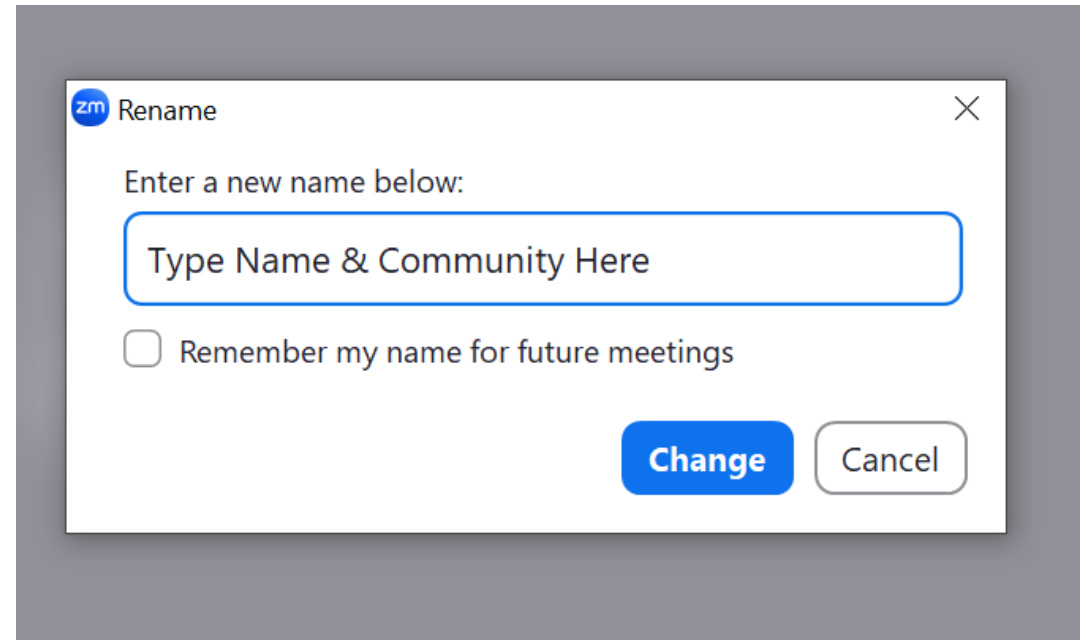 zm Rename
Enter a new name below:
Type Name & Community Here
Remember my name for future meetings
Change Cancel